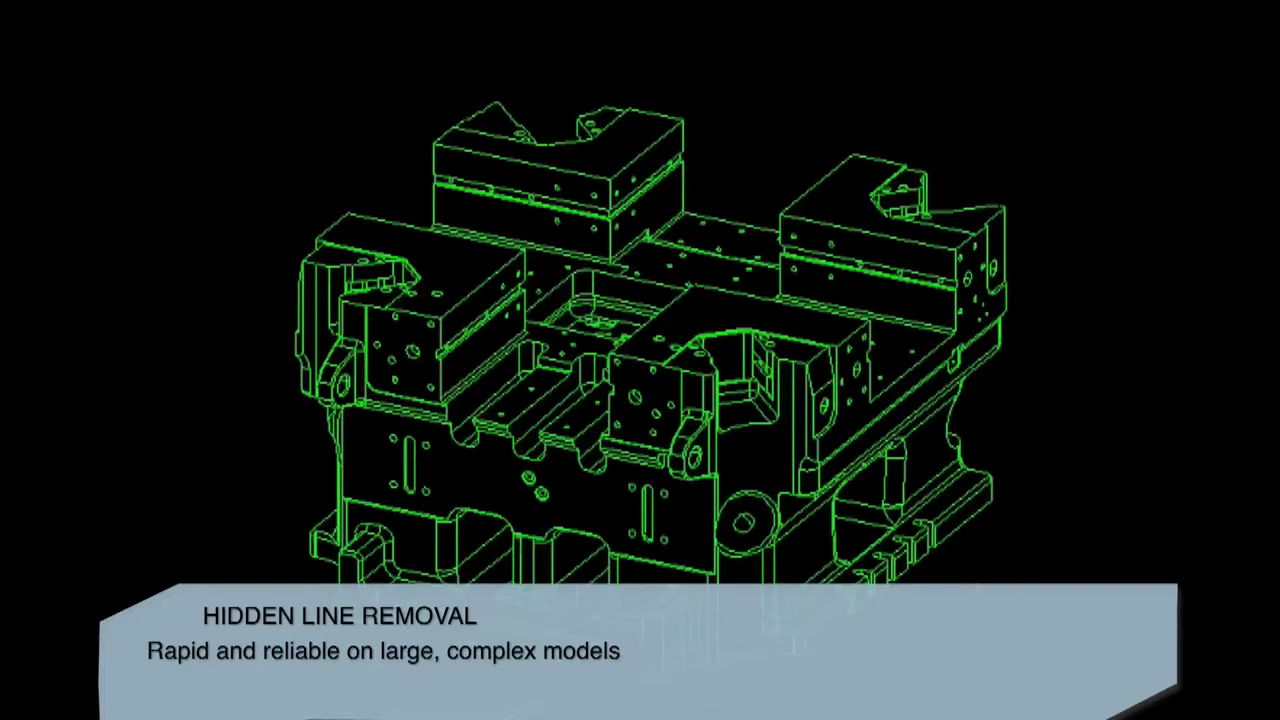 HIDDEN LINE REMOVAL
Rapid and reliable on large, complex models